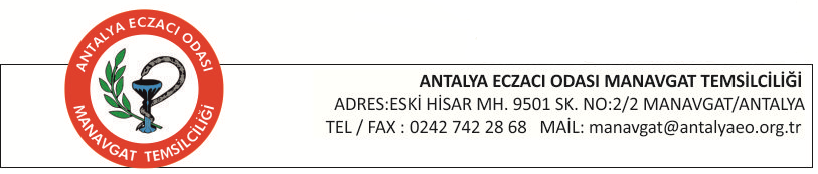 ANTALYA ECZACI ODASI
MANAVGAT TEMSİLCİLİĞİ
ANTALYA ECZACI ODASI MANAVGAT TEMSİLCİLİĞİ
ADRES:ESKİ HİSAR MH. 9501 SK. NO:2/2 MANAVGAT/ANTALYA
TEL / FAX : 0242 742 28 68 MAİL: manavgat@antalyaeo.org.tr